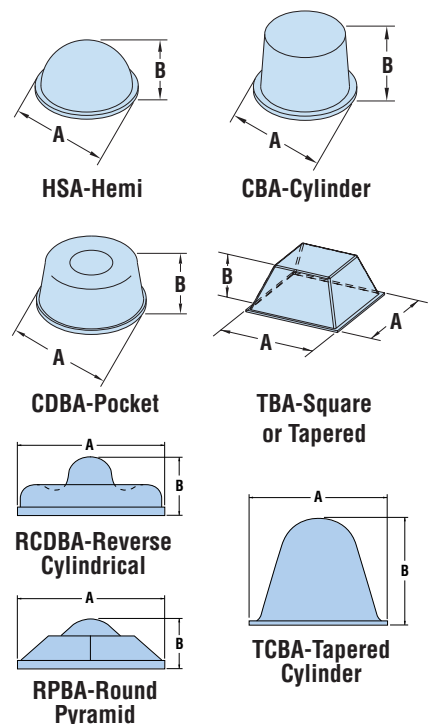 B
A
HSA-Hemi
B
A
CBA-Cylinder
B
A
CDBA-Pocket
B
A
A
TBA-Square
or Tapered
A
B
RCDBA-Reverse
Cylindrical
A
B
RPBA-Round
Pyramid
A
B
TCBA-Tapered
Cylinder